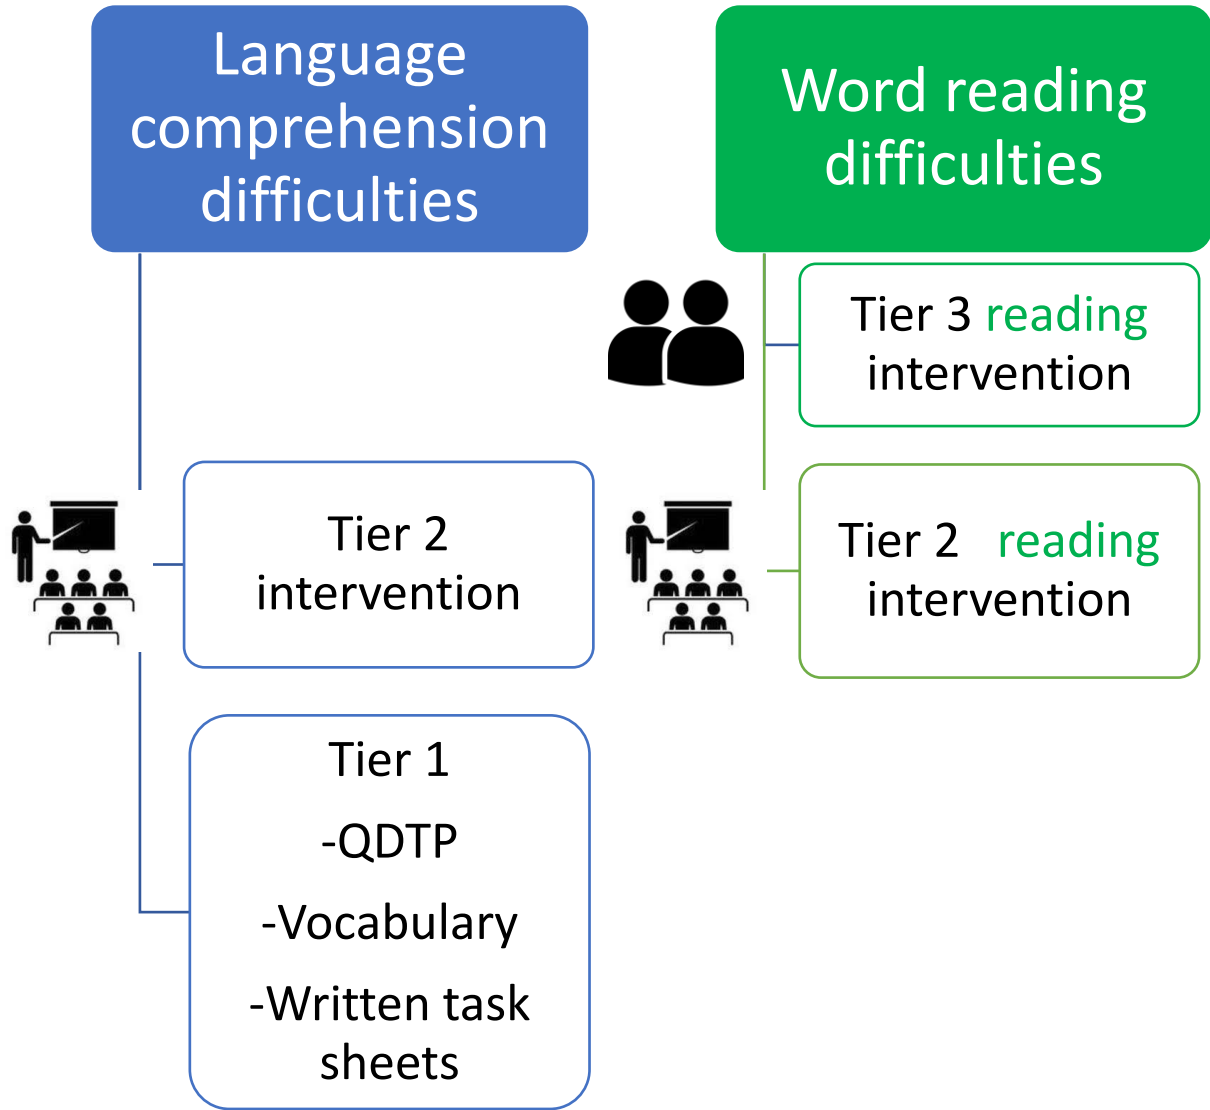 Language
comprehension
difficulties
Tier 2
intervention
Tier 1
-QDTP
-Vocabulary
-Written task
sheets
Word reading
difficulties
Tier 3 reading
intervention
Tier 2 reading
intervention